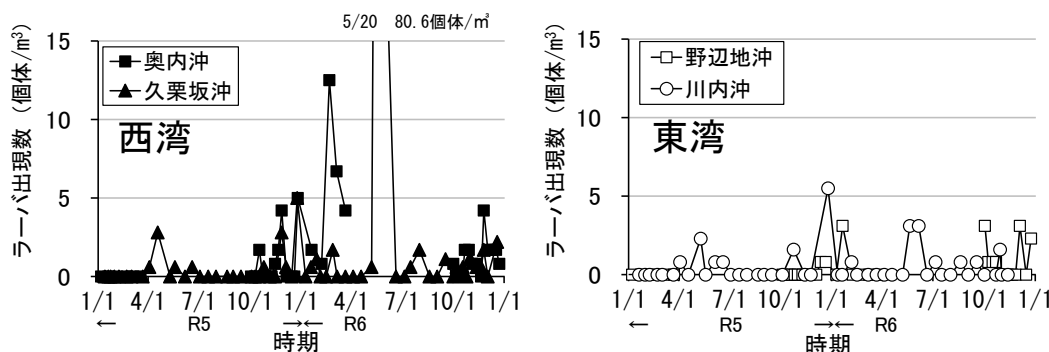 5/20 80.6個体/㎥
ラーバ出現数 (個体/m³)
15
10
5
0
■奥内沖
▲久栗坂沖
西湾
1/1 4/1 7/1 10/1 1/1 4/1 7/1 10/1 1/1
← R5 →← R6
時期
ラーバ出現数 (個体/m³)
15
10
5
0
□野辺地沖
○川内沖
東湾
1/1 4/1 7/1 10/1 1/1 4/1 7/1 10/1 1/1
← R5 →← R6
時期